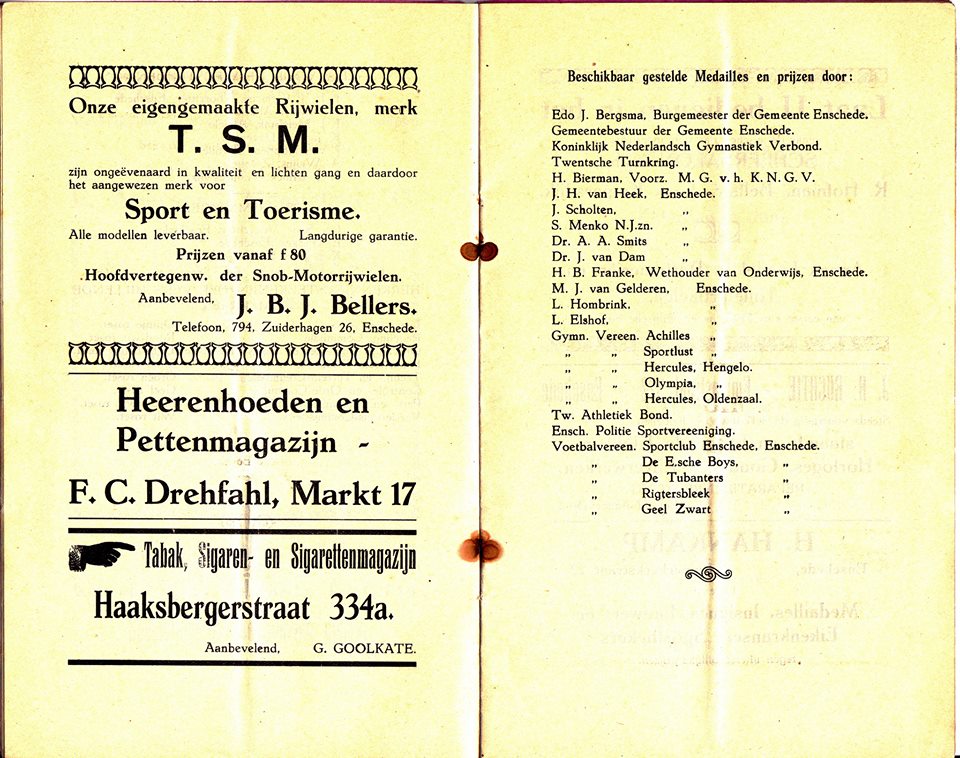 Onze eigengemaakte Rijwielen, merk
T. S. M.
zijn ongeëvenaard in kwaliteit en lichten gang en daardoor
het aangewezen merk voor
Sport en Toerisme.
Alle modellen leverbaar. Langdurige garantie.
Prijzen vanaf f 80
Hoofdvertegenw. der Snob-Motorrijwielen.
Aanbevelend, J. B. J. Bellers.
Telefoon, 794, Zuiderhagen 26, Enschede.
Heerenhoeden en
Pettenmagazijn -
F. C. Drehfahl, Markt 17
Tabak, Sigaren- en Sigarettenmagazijn
Haaksbergerstraat 334a.
Aanbevelend, G. GOOLKATE.
Beschikbaar gestelde Medailles en prijzen door:
Edo J. Bergsma, Burgemeester der Gemeente Enschede.
Gemeentebestuur der Gemeente Enschede.
Koninklijk Nederlandsch Gymnastiek Verbond.
Twentsche Turnkring.
H. Bierman, Voorz. M. G. v. h. K. N. G. V.
J. H. van Heek, Enschede.
J. Scholten, „
S. Menko N.J.zn. „
Dr. A. A. Smits „
Dr. J. van Dam „
H. B. Franke, Wethouder van Onderwijs, Enschede.
M. J. van Gelderen, Enschede.
L. Hombrink. „
L. Elshof, „
Gymn. Vereen. Achilles „
„ „ Sportlust „
„ „ Hercules, Hengelo.
„ „ Olympia, „
„ „ Hercules, Oldenzaal.
Tw. Athletiek Bond.
Ensch. Politie Sportvereeniging.
Voetbalvereen. Sportclub Enschede, Enschede.
„ De E,sche Boys, „
„ De Tubanters „
„ Rigtersbleek „
„ Geel Zwart „